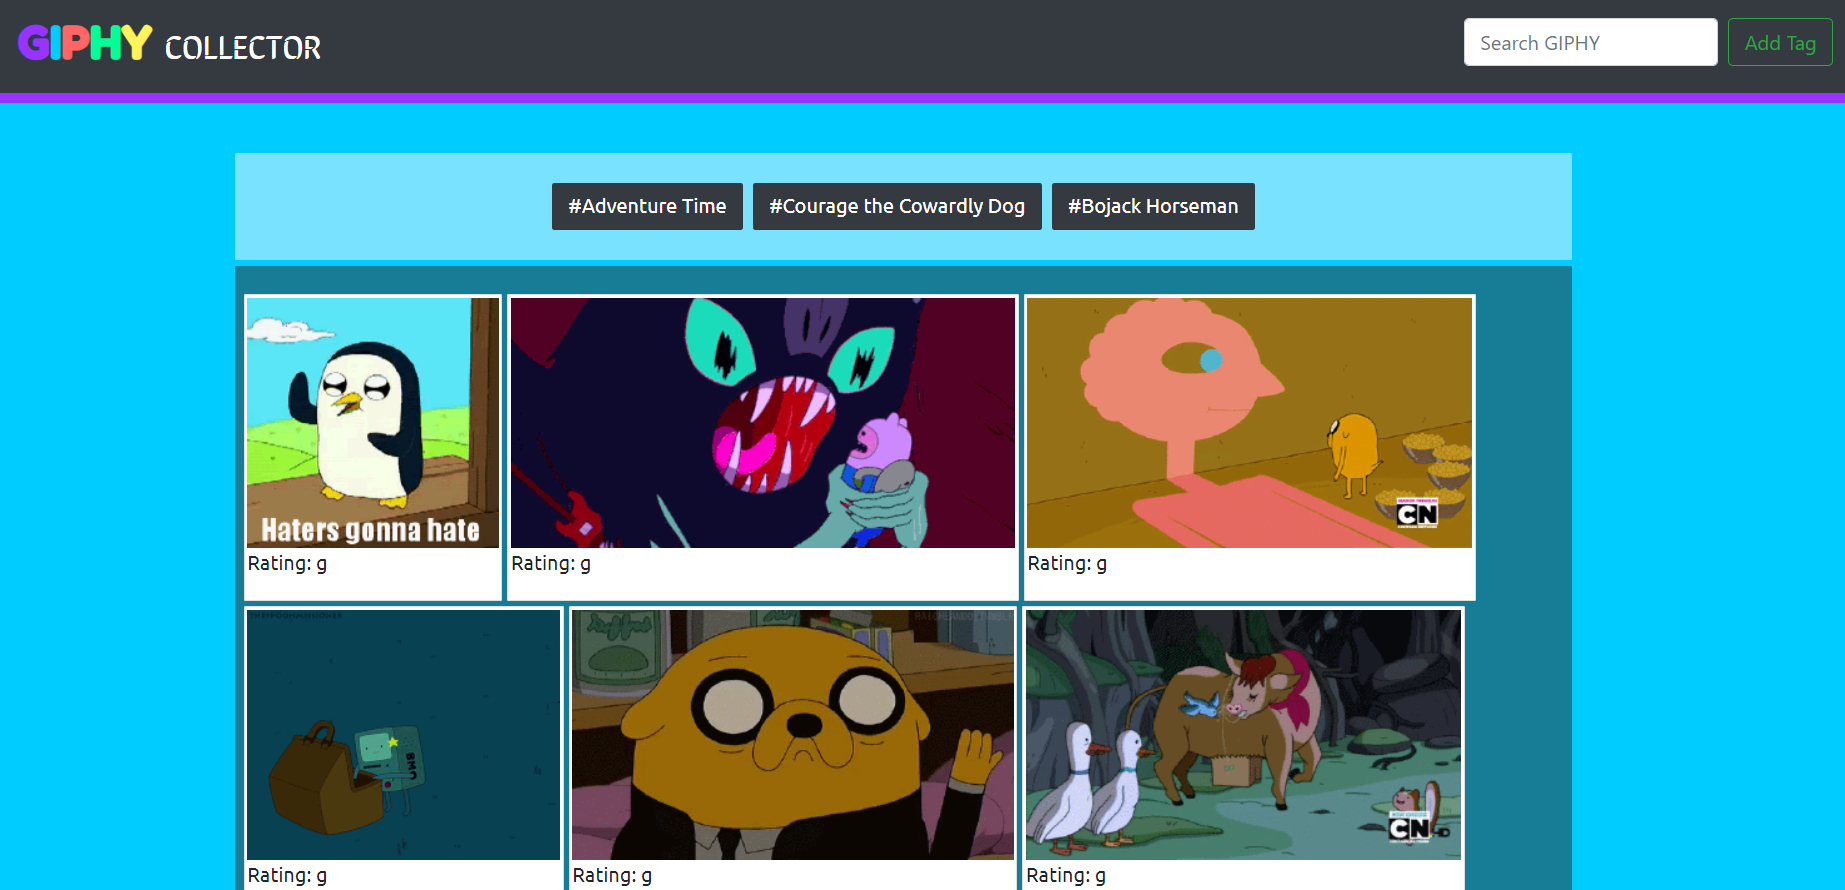 GIPHY COLLECTOR
Search GIPHY
Add Tag
#Adventure Time
#Courage the Cowardly Dog
#Bojack Horseman
Haters gonna hate
CN
Rating: g
Rating: g
Rating: g
BMO
CN
Rating: g
Rating: g
Rating: g